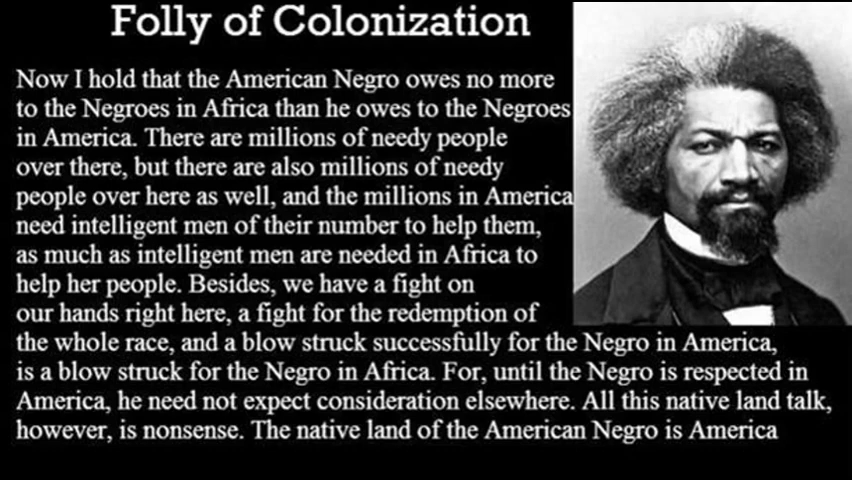 Folly of Colonization
Now I hold that the American Negro owes no more
to the Negroes in Africa than he owes to the Negroes
in America. There are millions of needy people
over there, but there are also millions of needy
people over here as well, and the millions in America
need intelligent men of their number to help them,
as much as intelligent men are needed in Africa to
help her people. Besides, we have a fight on
our hands right here, a fight for the redemption of
the whole race, and a blow struck successfully for the Negro in America,
is a blow struck for the Negro in Africa. For, until the Negro is respected in
America, he need not expect consideration elsewhere. All this native land talk,
however, is nonsense. The native land of the American Negro is America